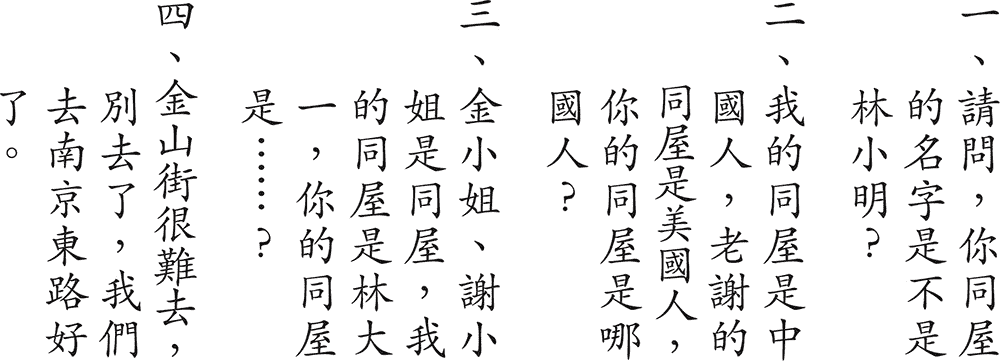 一、請問，你同屋
的名字是不是
林小明？
二、我的同屋是中
國人，老謝的
同屋是美國人，
你的同屋是哪
國人？
三、金小姐、謝小
姐是同屋，我
的同屋是林大
一，你的同屋
是……？
四、金山街很難去，
別去了，我們
去南京東路好
了。